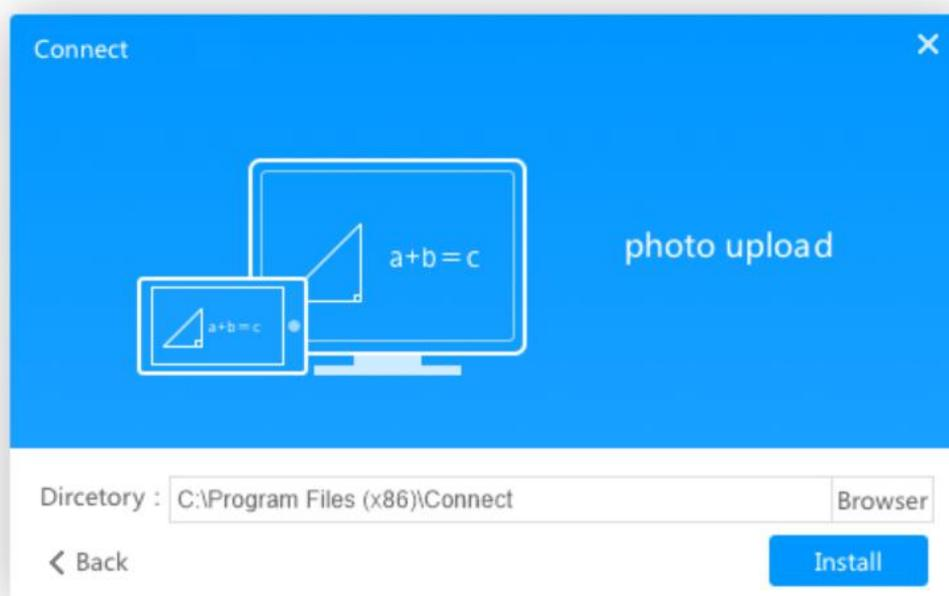 Connect
a+b=c
photo upload
a+b=c
Dircetory : C:\Program Files (x86)\Connect Browser
Back
Install